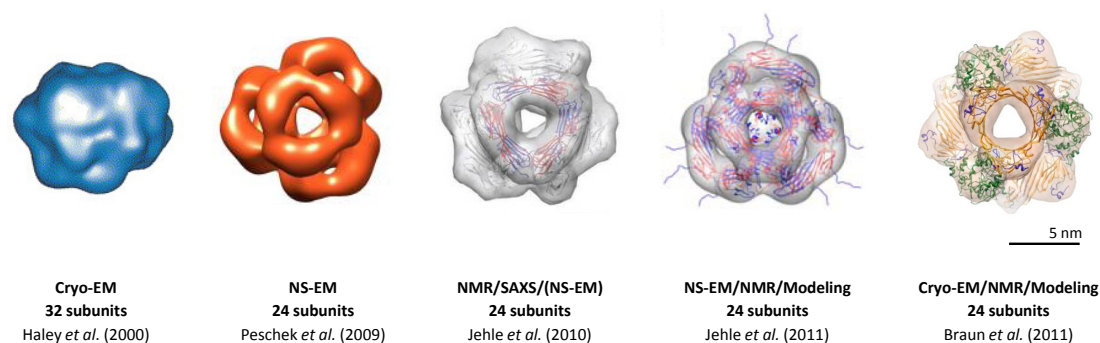 5 nm
Cryo-EM
32 subunits
Haley et al. (2000)
NS-EM
24 subunits
Peschek et al. (2009)
NMR/SAXS/(NS-EM)
24 subunits
Jehle et al. (2010)
NS-EM/NMR/Modeling
24 subunits
Jehle et al. (2011)
Cryo-EM/NMR/Modeling
24 subunits
Braun et al. (2011)